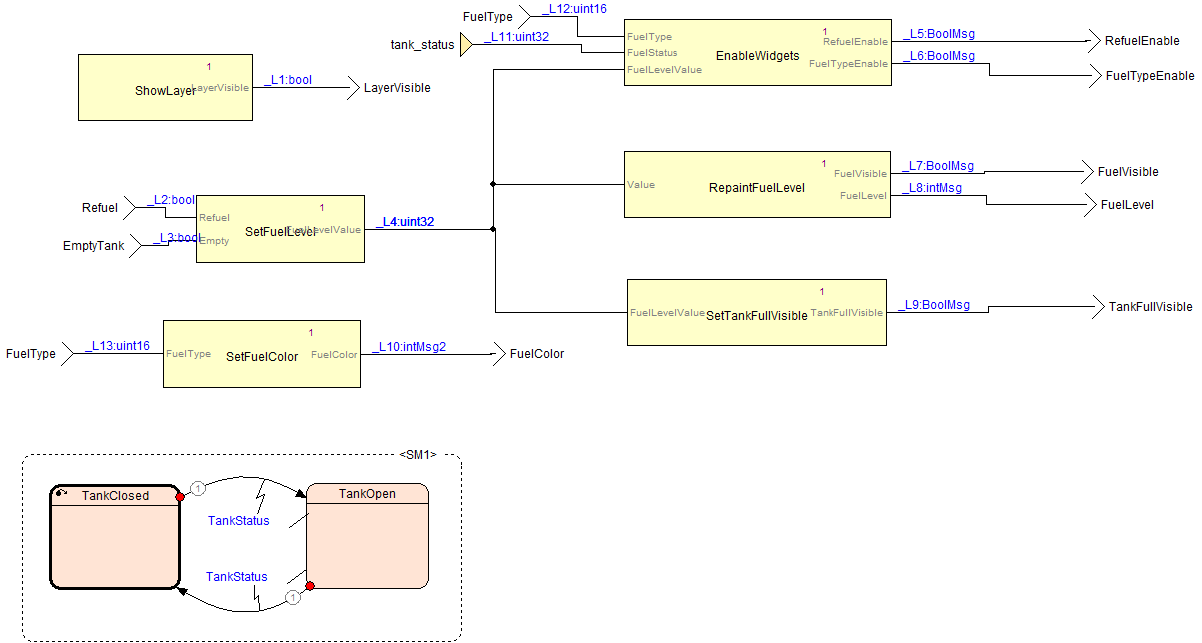 FuelType
_L12:uint16
tank_status
_L11:uint32
FuelType
FuelStatus
FuelLevelValue
1
EnableWidgets
RefuelEnable
FuelTypeEnable
_L5:BoolMsg
RefuelEnable
_L6:BoolMsg
FuelTypeEnable
1
ShowLayer
LayerVisible
_L1:bool
LayerVisible
Value
1
RepaintFuelLevel
FuelVisible
FuelLevel
_L7:BoolMsg
FuelVisible
_L8:intMsg
FuelLevel
Refuel
_L2:bool
EmptyTank
_L3:bool
Refuel
Empty
1
SetFuelLevel
FuelLevelValue
_L4:uint32
FuelLevelValue
1
SetTankFullVisible
TankFullVisible
_L9:BoolMsg
TankFullVisible
FuelType
_L13:uint16
FuelType
1
SetFuelColor
FuelColor
_L10:intMsg2
FuelColor
<SM1>
TankClosed
1
TankStatus
TankOpen
TankStatus
1